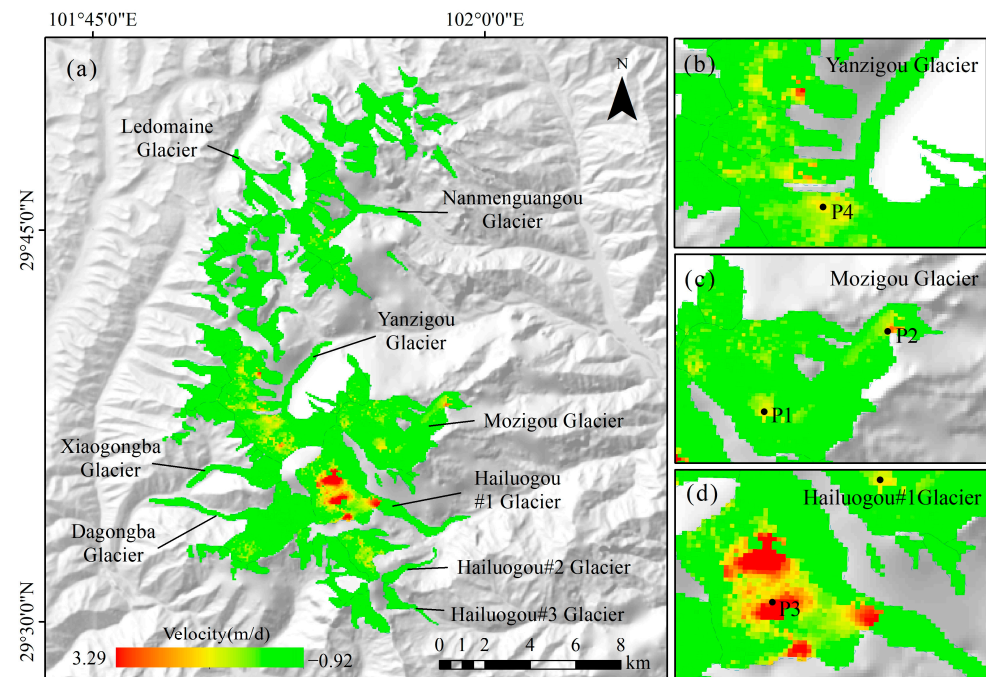 101°45'0"E
102°0'0"E
(a)
N
Ledomaine
Glacier
Nanmenguangou
Glacier
29°45'0"N
Yanzigou
Glacier
Mozigou Glacier
Xiaogongba
Glacier
Hailuogou
#1 Glacier
Dagongba
Glacier
Hailuogou#2 Glacier
Hailuogou#3 Glacier
29°30'0"N
Velocity(m/d)
3.29
−0.92
0 1 2 4 6 8
km
(b)
Yanzigou Glacier
P4
(c)
Mozigou Glacier
P2
P1
(d)
Hailuogou#1Glacier
P3